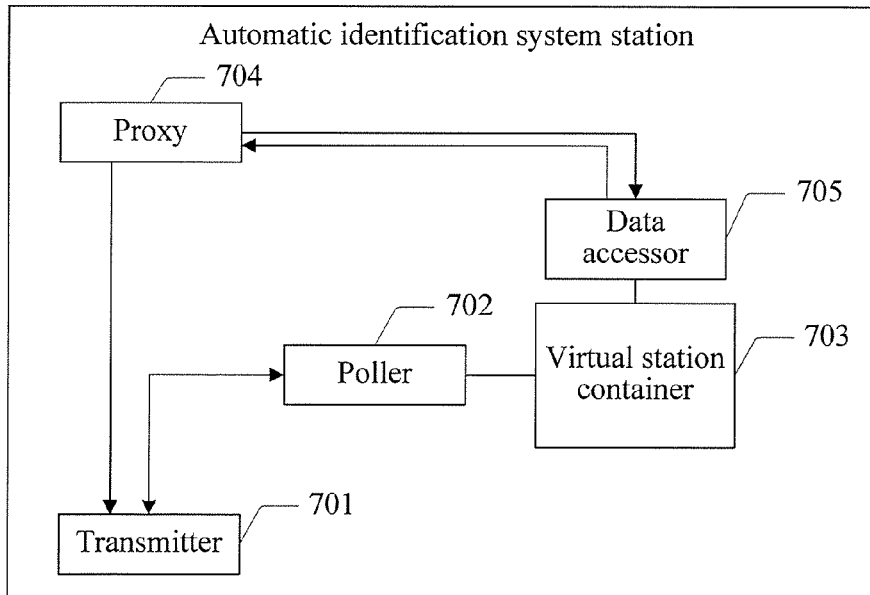 Automatic identification system station
704
Proxy
705
Data
accessor
702
Poller
703
Virtual station
container
701
Transmitter